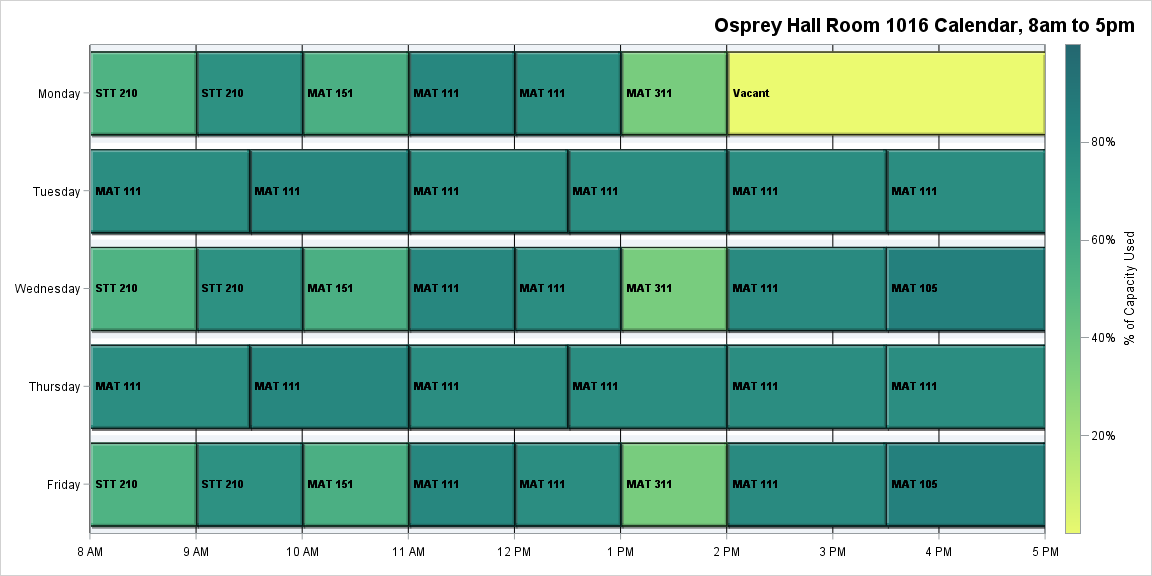 Osprey Hall Room 1016 Calendar, 8am to 5pm
Monday STT 210 STT 210 MAT 151 MAT 111 MAT 111 MAT 311 Vacant
80%
Tuesday MAT 111 MAT 111 MAT 111 MAT 111 MAT 111 MAT 111
60%
% of Capacity Used
Wednesday STT 210 STT 210 MAT 151 MAT 111 MAT 111 MAT 311 MAT 111 MAT 105
40%
Thursday MAT 111 MAT 111 MAT 111 MAT 111 MAT 111 MAT 111
20%
Friday STT 210 STT 210 MAT 151 MAT 111 MAT 111 MAT 311 MAT 111 MAT 105
8 AM 9 AM 10 AM 11 AM 12 PM 1 PM 2 PM 3 PM 4 PM 5 PM